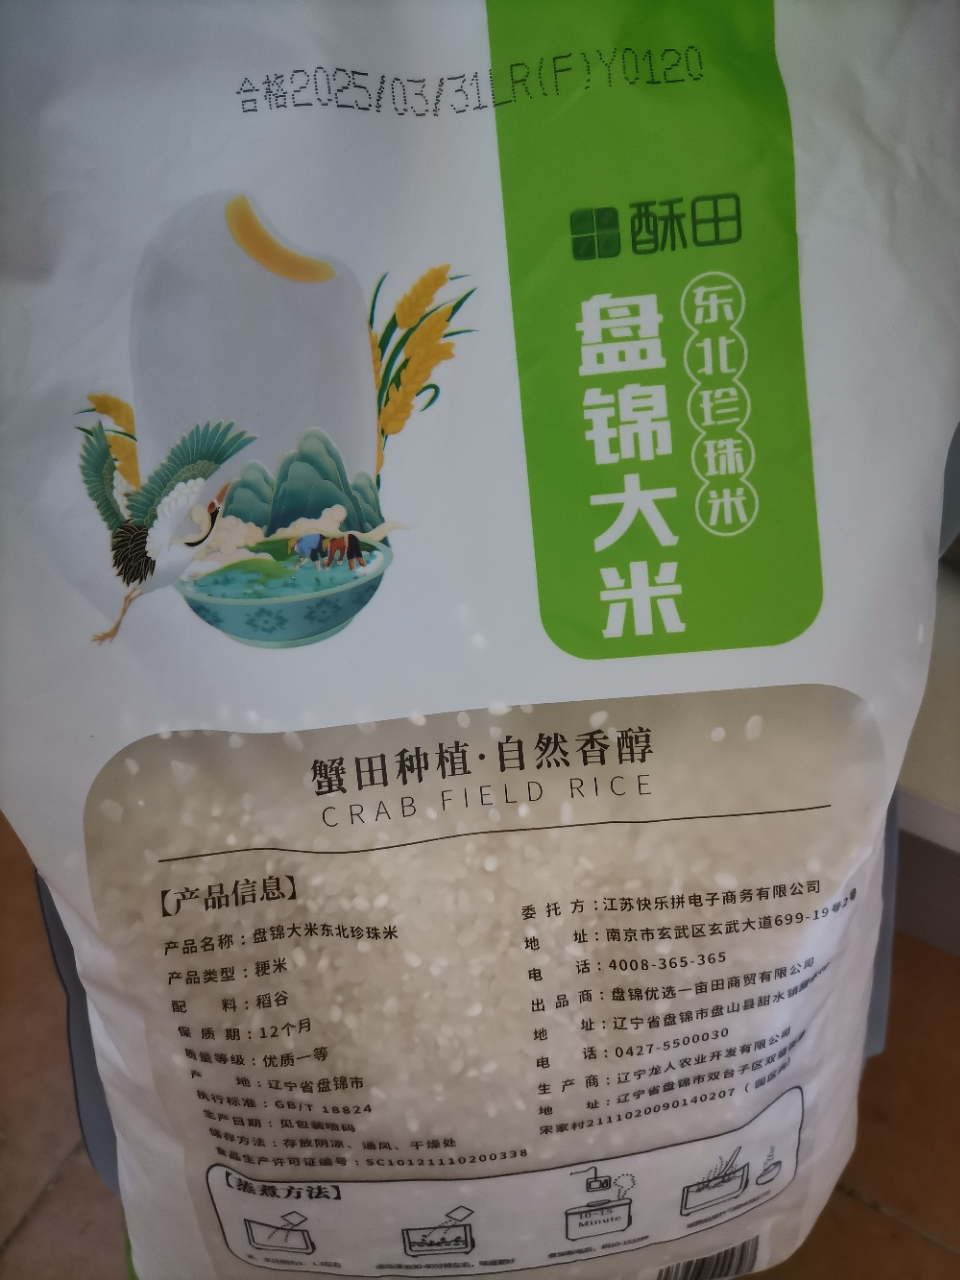 合格2025/03/31LR(F)Y0120
酥田
盘锦大米
东北珍珠米
蟹田种植·自然香醇
CRAB FIELD RICE
【产品信息】
产品名称：盘锦大米东北珍珠米
产品类型：粳米
配 料：稻谷
保 质 期：12个月
质量等级：优质一等
产 地：辽宁省盘锦市
执行标准：GB/T 18824
生产日期：见包装喷码
储存方法：存放阴凉、通风、干燥处
食品生产许可证编号：SC10121110200338
委 托 方：江苏快乐拼电子商务有限公司
地 址：南京市玄武区玄武大道699-19号2号
电 话：4008-365-365
出 品 商：盘锦优选一亩田商贸有限公司
地 址：辽宁省盘锦市盘山县甜水镇
电 话：0427-5500030
生 产 商：辽宁龙人农业开发有限公司
地 址：辽宁省盘锦市双台子区双盛街道
宋家村2111020090140207（园区内）
【蒸煮方法】
10-15
Minute